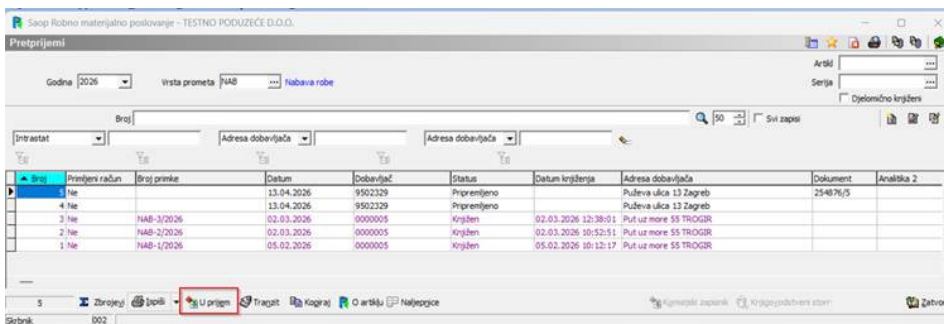 Saop Robno materijalno poslovanje - TESTNO PODUZEĆE D.O.O.
Pretprijemi
Artikl
Godina 2026 Vrsta prometa NAB Nabava robe Serija
Djelomično knjiženi
Broj 50 Svi zapisi
Intrastat Adresa dobavljača Adresa dobavljača
Broj Primljeni račun Broj primke Datum Dobavljač Status Datum knjiženja Adresa dobavljača Dokument Analitika 2
5 Ne 13.04.2026 9502329 Pripremljeno Puževa ulica 13 Zagreb 254876/5
4 Ne 13.04.2026 9502329 Pripremljeno Puževa ulica 13 Zagreb
3 Ne NAB-3/2026 02.03.2026 0000005 Knjižen 02.03.2026 12:38:01 Put uz more 55 TROGIR
2 Ne NAB-2/2026 02.03.2026 0000005 Knjižen 02.03.2026 10:52:51 Put uz more 55 TROGIR
1 Ne NAB-1/2026 05.02.2026 0000005 Knjižen 05.02.2026 10:12:17 Put uz more 55 TROGIR
5 Zbrojevi Ispiši U prijem Tranzit Kopiraj O artiklu Naljepnice Komisijski zapisnik Knjigovodstveni storn Zatvo
Skrbnik 002